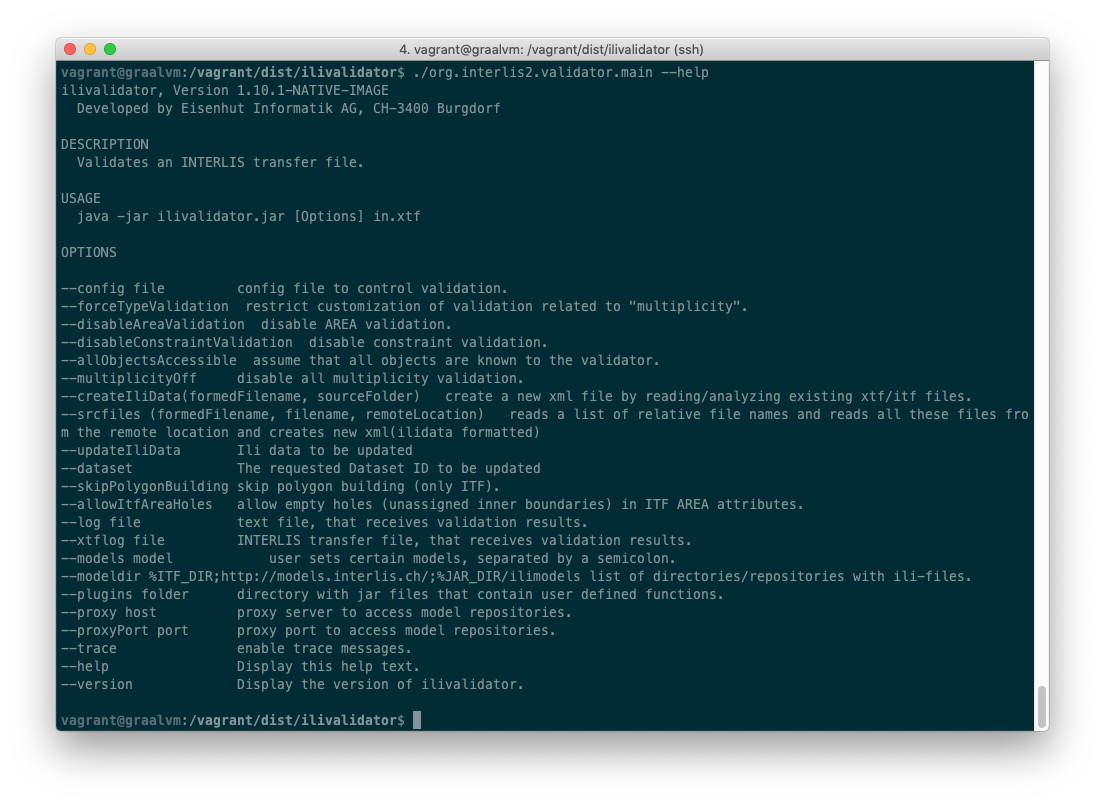 4. vagrant@graalvm: /vagrant/dist/ilivalidator (ssh)
vagrant@graalvm:/vagrant/dist/ilivalidator$ ./org.interlis2.validator.main --help
ilivalidator, Version 1.10.1-NATIVE-IMAGE
  Developed by Eisenhut Informatik AG, CH-3400 Burgdorf

DESCRIPTION
  Validates an INTERLIS transfer file.

USAGE
  java -jar ilivalidator.jar [Options] in.xtf

OPTIONS

--config file         config file to control validation.
--forceTypeValidation  restrict customization of validation related to "multiplicity".
--disableAreaValidation  disable AREA validation.
--disableConstraintValidation  disable constraint validation.
--allObjectsAccessible  assume that all objects are known to the validator.
--multiplicityOff     disable all multiplicity validation.
--createIliData(formedFilename, sourceFolder)   create a new xml file by reading/analyzing existing xtf/itf files.
--srcfiles (formedFilename, filename, remoteLocation)   reads a list of relative file names and reads all these files fro
m the remote location and creates new xml(ilidata formatted)
--updateIliData       Ili data to be updated
--dataset             The requested Dataset ID to be updated
--skipPolygonBuilding skip polygon building (only ITF).
--allowItfAreaHoles   allow empty holes (unassigned inner boundaries) in ITF AREA attributes.
--log file            text file, that receives validation results.
--xtflog file         INTERLIS transfer file, that receives validation results.
--models model            user sets certain models, separated by a semicolon.
--modeldir %ITF_DIR;http://models.interlis.ch/;%JAR_DIR/ilimodels list of directories/repositories with ili-files.
--plugins folder      directory with jar files that contain user defined functions.
--proxy host          proxy server to access model repositories.
--proxyPort port      proxy port to access model repositories.
--trace               enable trace messages.
--help                Display this help text.
--version             Display the version of ilivalidator.

vagrant@graalvm:/vagrant/dist/ilivalidator$